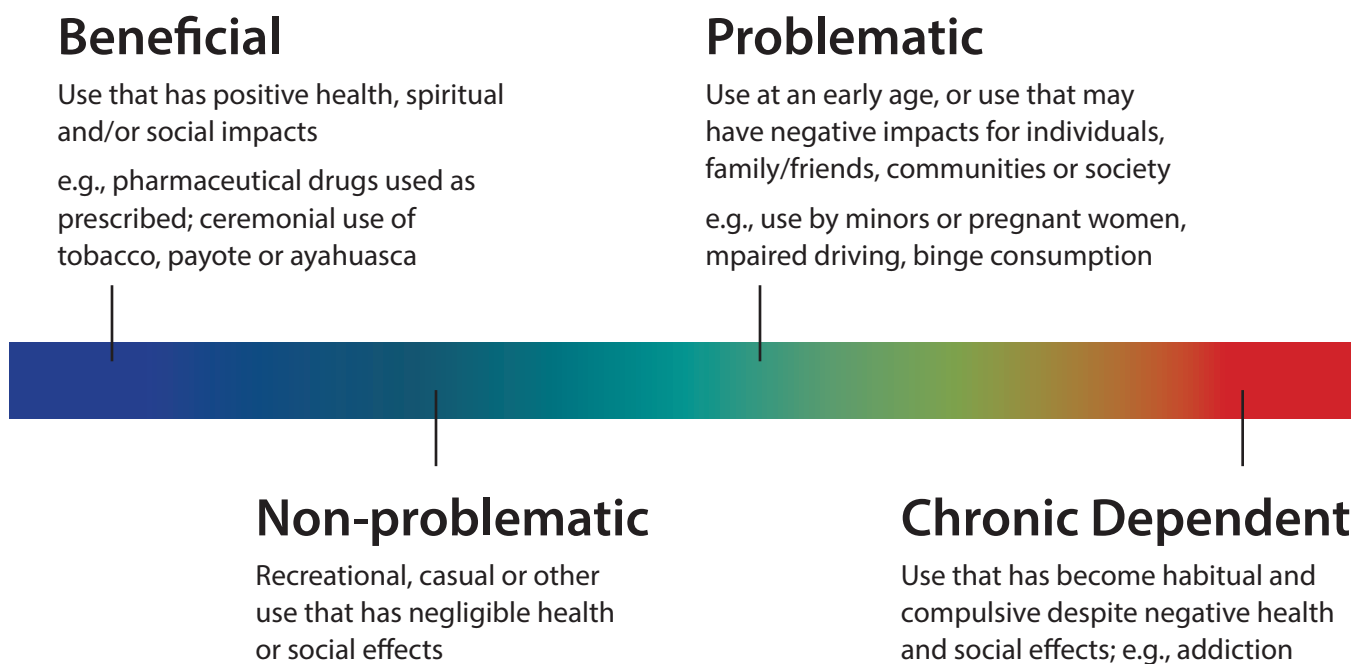 Beneficial
Use that has positive health, spiritual
and/or social impacts
e.g., pharmaceutical drugs used as
prescribed; ceremonial use of
tobacco, payote or ayahuasca
Problematic
Use at an early age, or use that may
have negative impacts for individuals,
family/friends, communities or society
e.g., use by minors or pregnant women,
mpaired driving, binge consumption
Non-problematic
Recreational, casual or other
use that has negligible health
or social effects
Chronic Dependent
Use that has become habitual and
compulsive despite negative health
and social effects; e.g., addiction